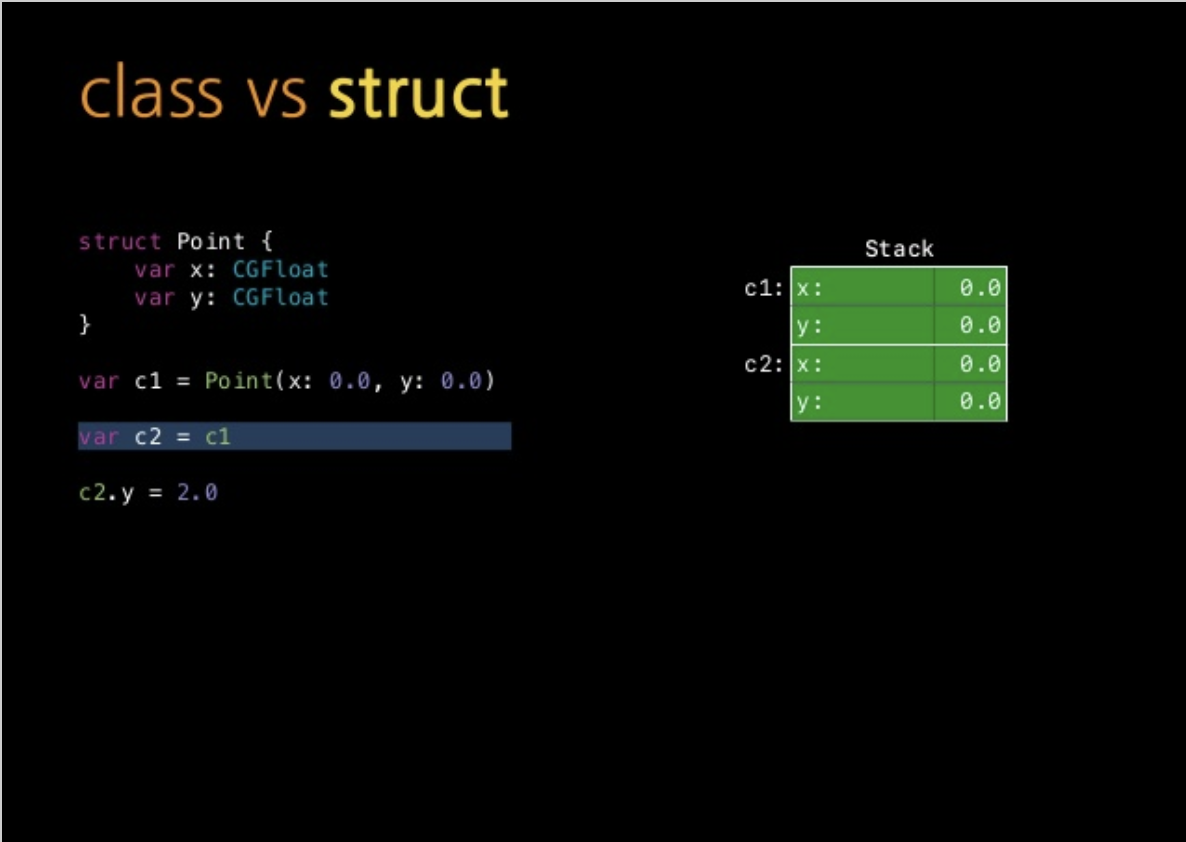 class vs struct
struct Point {
    var x: CGFloat
    var y: CGFloat
}
var c1 = Point(x: 0.0, y: 0.0)
var c2 = c1
c2.y = 2.0
Stack
c1: x: 0.0
y: 0.0
c2: x: 0.0
y: 0.0